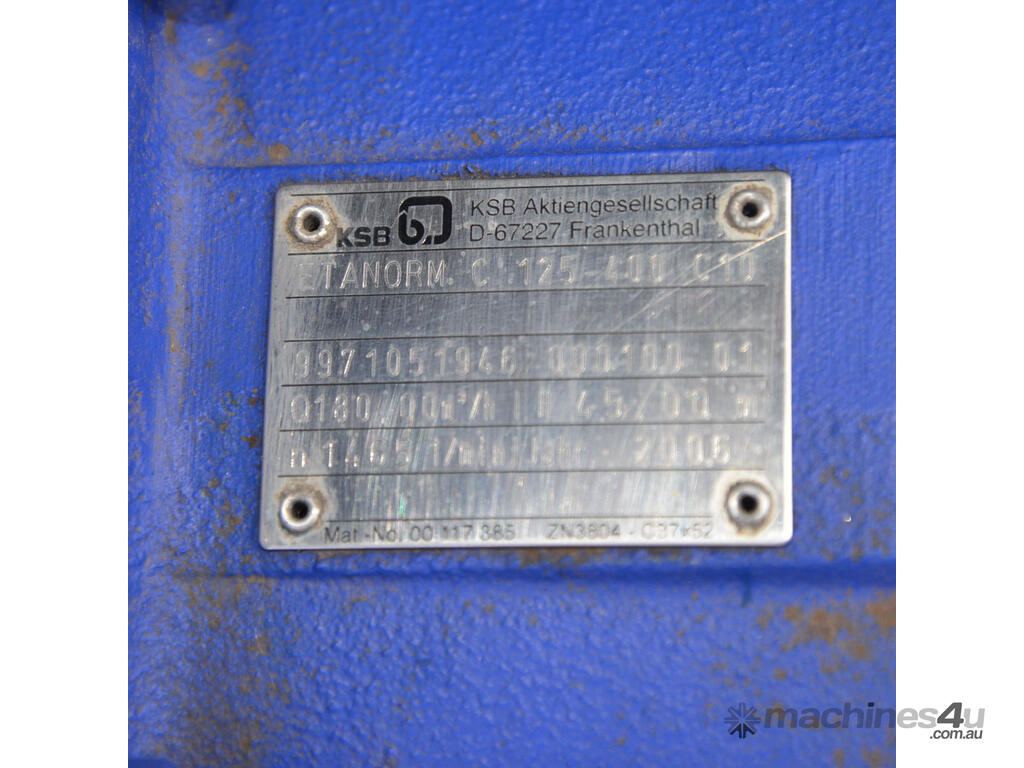 KSB
KSB Aktiengesellschaft
D-67227 Frankenthal
ETANORM. C 125-400 C10
9971051946 000100 01
Q180/00m³/h H 45/00 m
n 1465 1/min Jahr 2006
Mat.-No. 00 117 385 ZN3804 - C37x52
machines4u
.com.au